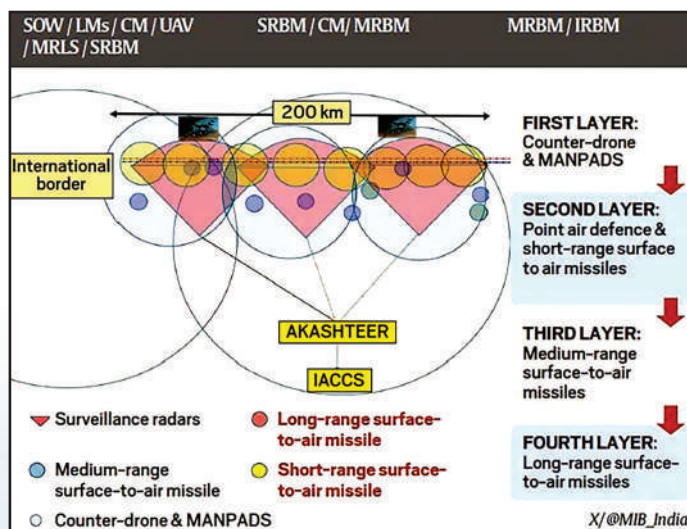 SOW / LMs / CM / UAV
/ MRLS / SRBM
SRBM / CM/ MRBM
MRBM / IRBM
200 km
International
border
AKASHTEER
IACCS
FIRST LAYER:
Counter-drone
& MANPADS
SECOND LAYER:
Point air defence &
short-range surface
to air missiles
THIRD LAYER:
Medium-range
surface-to-air
missiles
FOURTH LAYER:
Long-range surface-
to-air missiles
Surveillance radars
Long-range surface-
to-air missile
Medium-range
surface-to-air missile
Short-range surface-
to-air missile
Counter-drone & MANPADS
X/@MIB_India